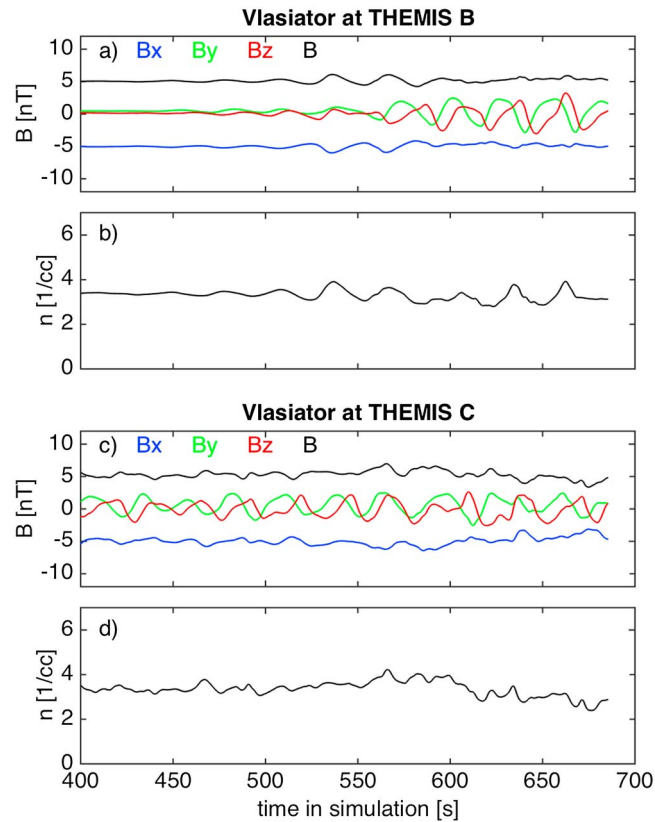 Vlasiator at THEMIS B
a) Bx By Bz B
10
5
0
-5
-10
B [nT]
b)
6
4
2
0
n [1/cc]
Vlasiator at THEMIS C
c) Bx By Bz B
10
5
0
-5
-10
B [nT]
d)
6
4
2
0
n [1/cc]
400 450 500 550 600 650 700
time in simulation [s]